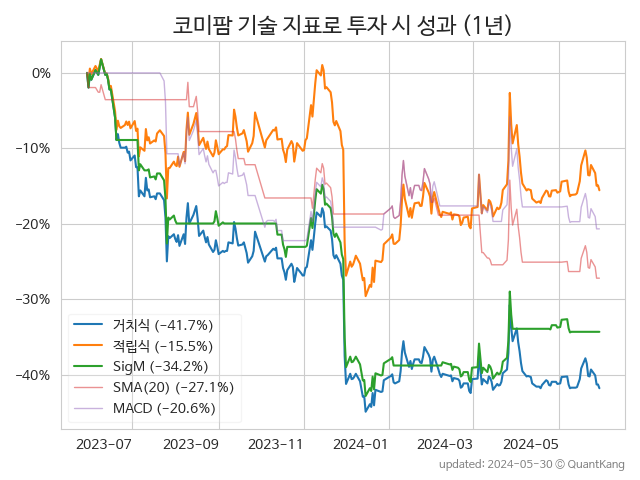 코미팜 기술 지표로 투자 시 성과 (1년)
0%
−10%
−20%
−30%
−40%
거치식 (−41.7%)
적립식 (−15.5%)
SigM (−34.2%)
SMA(20) (−27.1%)
MACD (−20.6%)
2023−07 2023−09 2023−11 2024−01 2024−03 2024−05
updated: 2024−05−30 ⓒ QuantKang